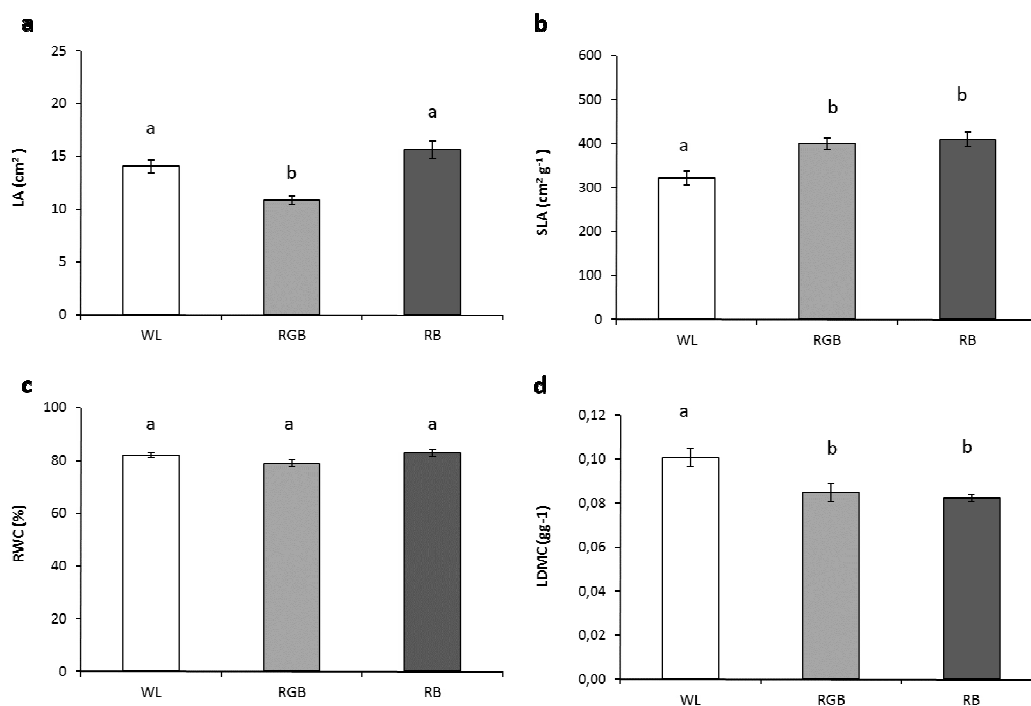 a
LA (cm²)
25
20
15
10
5
0
a
b
a
WL
RGB
RB
b
SLA (cm² g⁻¹)
600
500
400
300
200
100
0
a
b
b
WL
RGB
RB
c
RWC (%)
100
80
60
40
20
0
a
a
a
WL
RGB
RB
d
LDMC (gg-1)
0,12
0,10
0,08
0,06
0,04
0,02
0,00
a
b
b
WL
RGB
RB